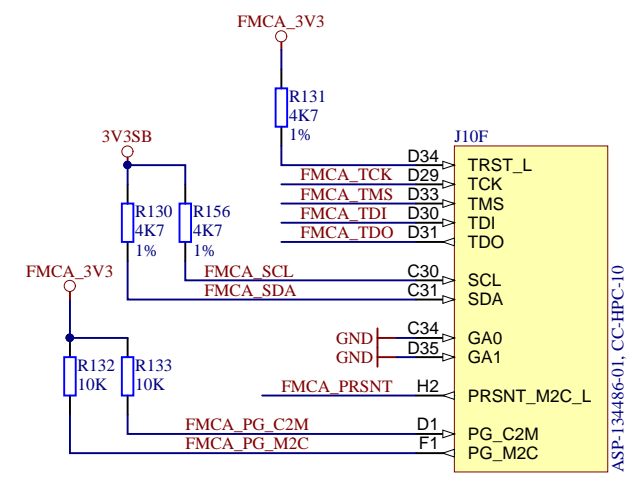 FMCA_3V3
R131
4K7
1%
3V3SB
J10F
D34 TRST_L
FMCA_TCK D29 TCK
FMCA_TMS D33 TMS
R130 R156 FMCA_TDI D30 TDI
4K7 4K7 FMCA_TDO D31 TDO
1% 1%
FMCA_3V3 FMCA_SCL C30 SCL
FMCA_SDA C31 SDA
GND C34 GA0
GND D35 GA1
R132 R133
10K 10K
FMCA_PRSNT H2 PRSNT_M2C_L
FMCA_PG_C2M D1 PG_C2M
FMCA_PG_M2C F1 PG_M2C
ASP-134486-01, CC-HPC-10